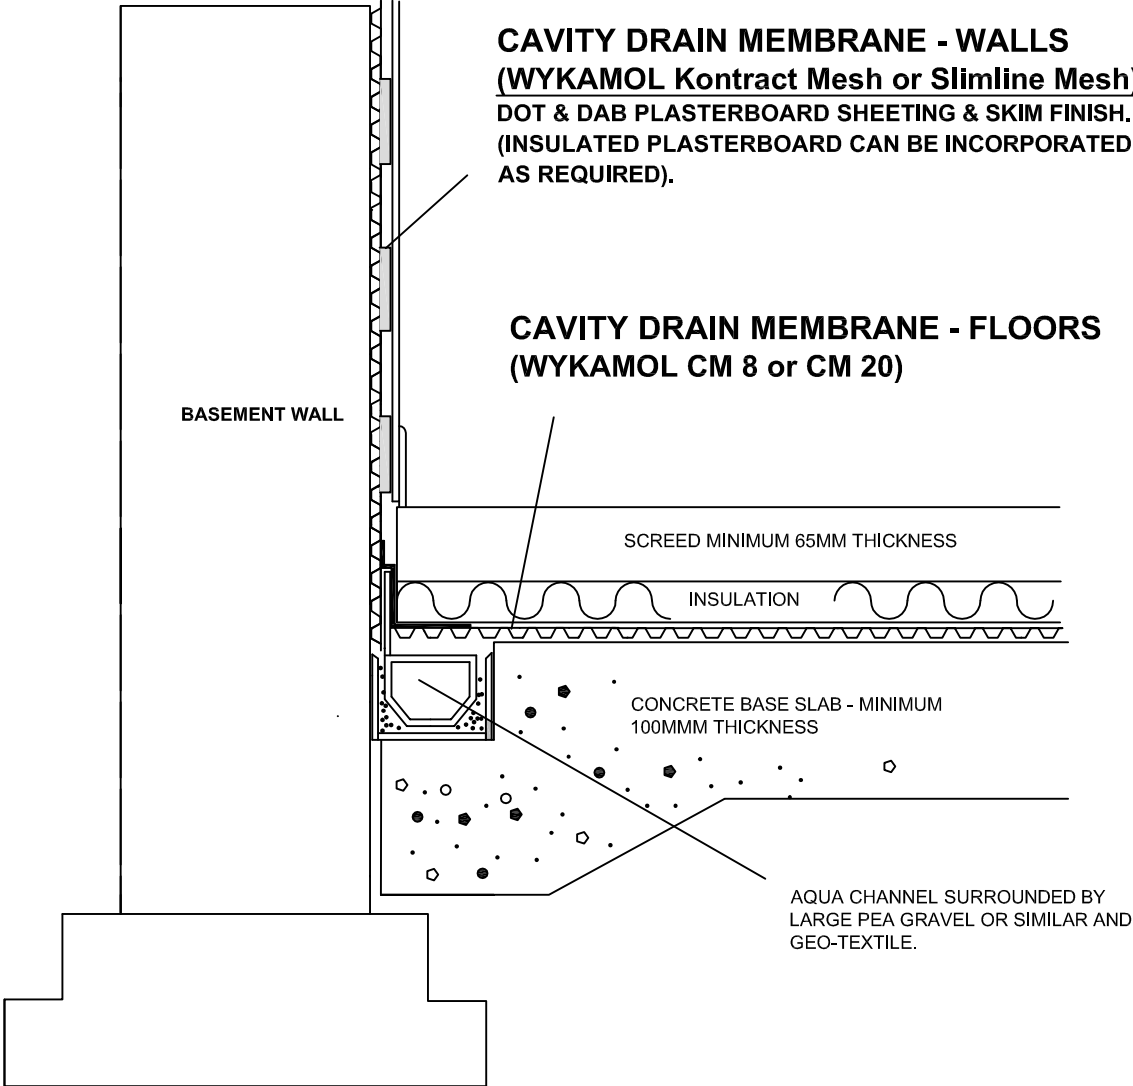 CAVITY DRAIN MEMBRANE - WALLS
(WYKAMOL Kontract Mesh or Slimline Mesh)
DOT & DAB PLASTERBOARD SHEETING & SKIM FINISH.
(INSULATED PLASTERBOARD CAN BE INCORPORATED
AS REQUIRED).
CAVITY DRAIN MEMBRANE - FLOORS
(WYKAMOL CM 8 or CM 20)
BASEMENT WALL
SCREED MINIMUM 65MM THICKNESS
INSULATION
CONCRETE BASE SLAB - MINIMUM
100MMM THICKNESS
AQUA CHANNEL SURROUNDED BY
LARGE PEA GRAVEL OR SIMILAR AND
GEO-TEXTILE.